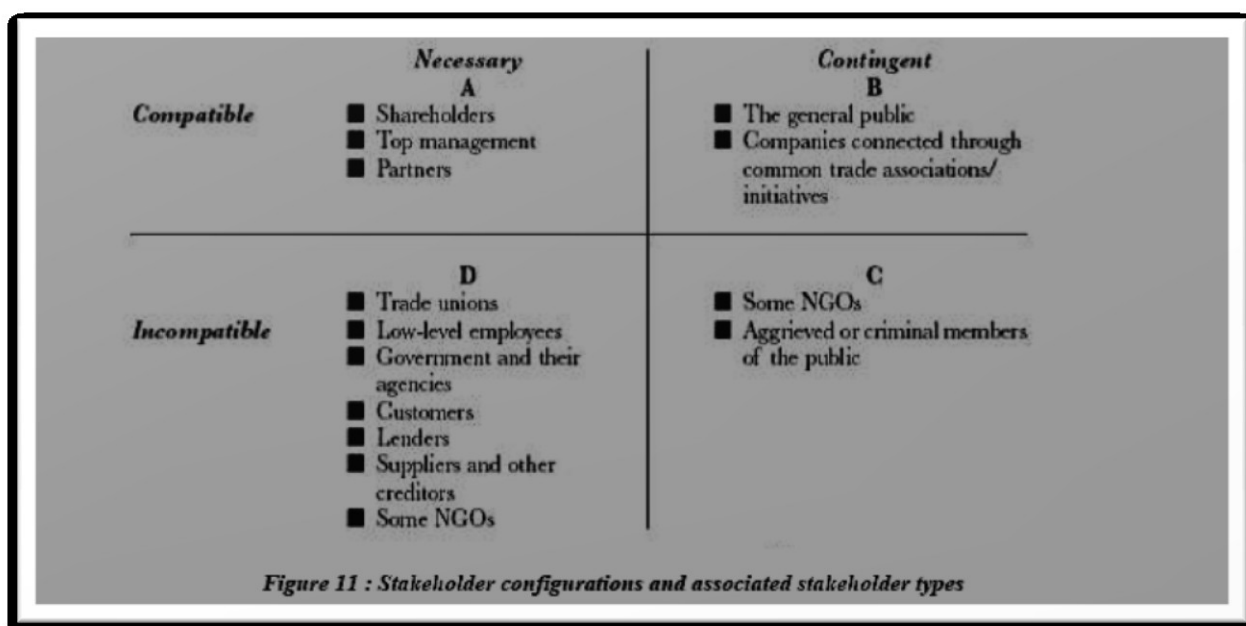 Necessary
Contingent
A
B
Compatible
■ Shareholders
■ Top management
■ Partners
■ The general public
■ Companies connected through
common trade associations/
initiatives
D
C
Incompatible
■ Trade unions
■ Low-level employees
■ Government and their
agencies
■ Customers
■ Lenders
■ Suppliers and other
creditors
■ Some NGOs
■ Some NGOs
■ Aggrieved or criminal members
of the public
Figure 11 : Stakeholder configurations and associated stakeholder types